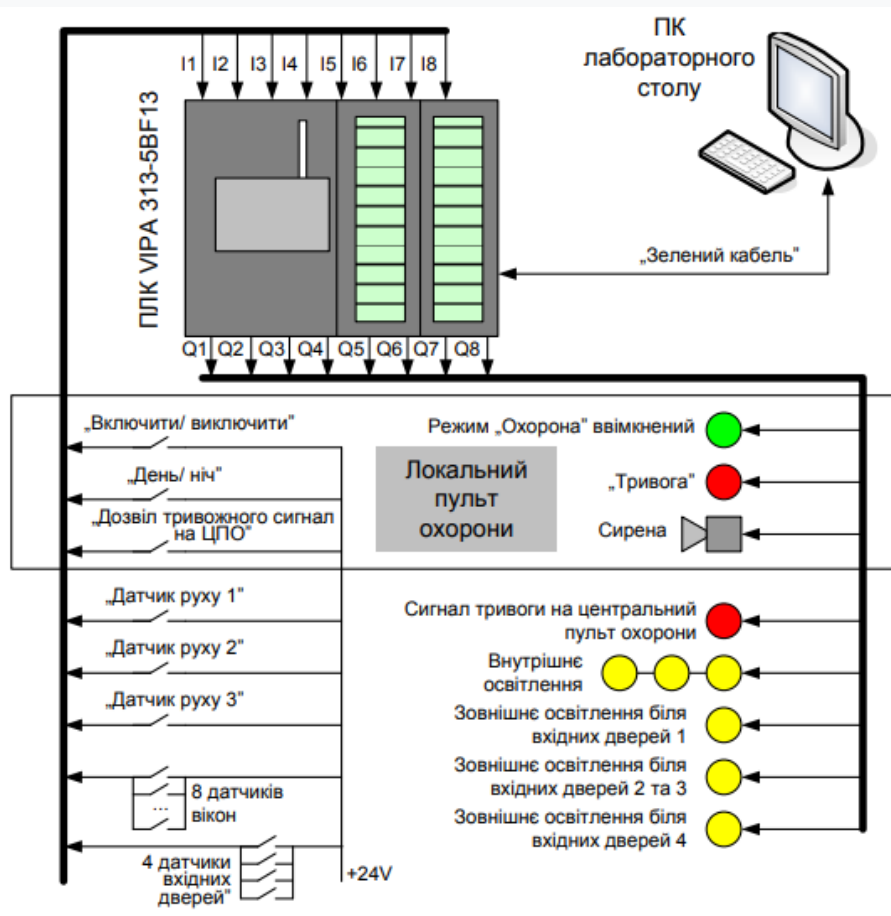 ПК
лабораторного
столу
I1 I2 I3 I4 I5 I6 I7 I8
ПЛК VIPA 313-5BF13
„Зелений кабель”
Q1 Q2 Q3 Q4 Q5 Q6 Q7 Q8
„Включити/ виключити”
„День/ ніч”
„Дозвіл тривожного сигнал
на ЦПО”
Локальний
пульт
охорони
Режим „Охорона” ввімкнений
„Тривога”
Сирена
„Датчик руху 1”
„Датчик руху 2”
„Датчик руху 3”
...
8 датчиків
вікон
4 датчики
вхідних
дверей”
+24V
Сигнал тривоги на центральний
пульт охорони
Внутрішнє
освітлення
Зовнішнє освітлення біля
вхідних дверей 1
Зовнішнє освітлення біля
вхідних дверей 2 та 3
Зовнішнє освітлення біля
вхідних дверей 4